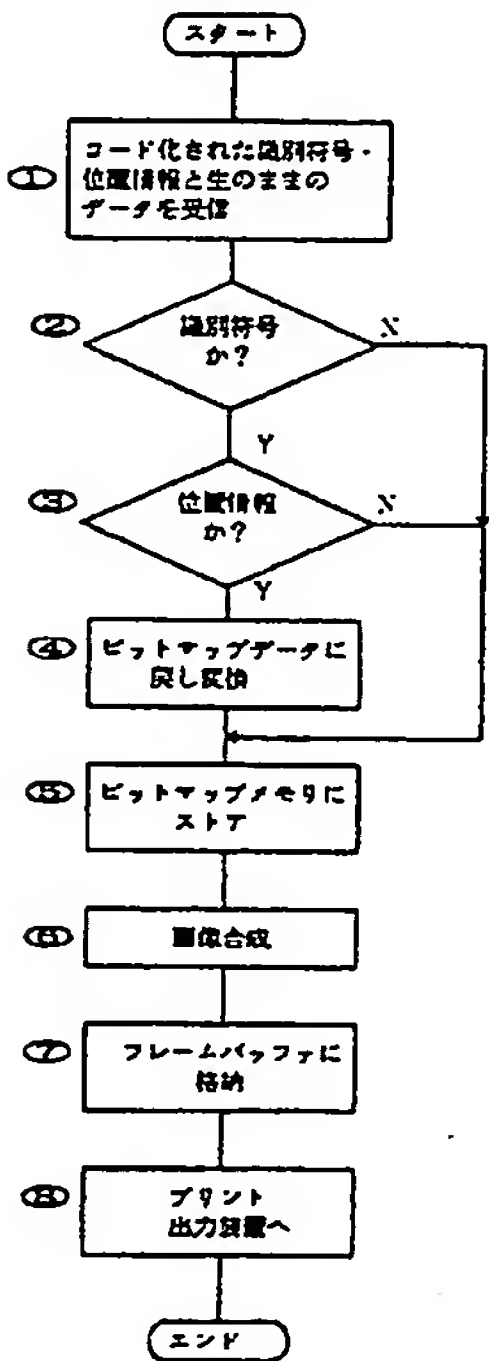 スタート
①
コード化された識別符号・
位置情報と生のままの
データを受信
②
識別符号
か?
N
Y
③
位置情報
か?
N
Y
④
ビットマップデータに
戻し変換
⑤
ビットマップメモリに
ストア
⑥
画像合成
⑦
フレームバッファに
格納
⑧
プリント
出力装置へ
エンド